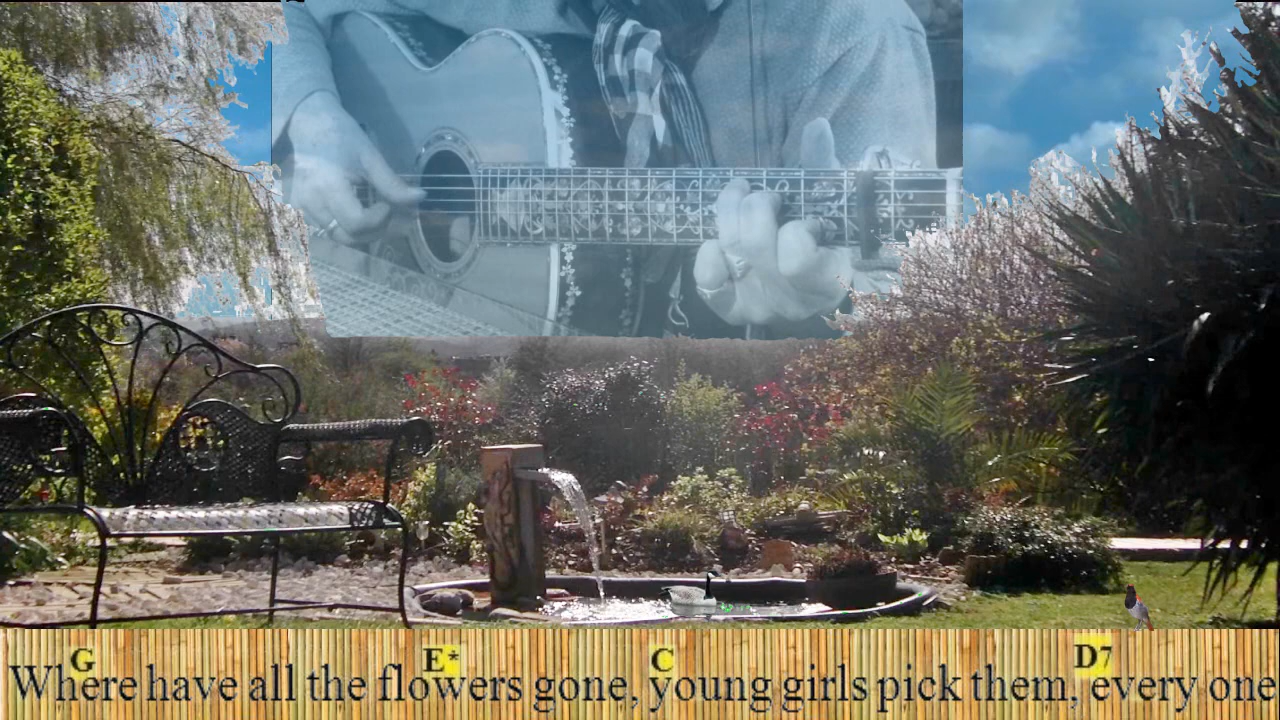 G E* C D7
Where have all the flowers gone, young girls pick them, every one